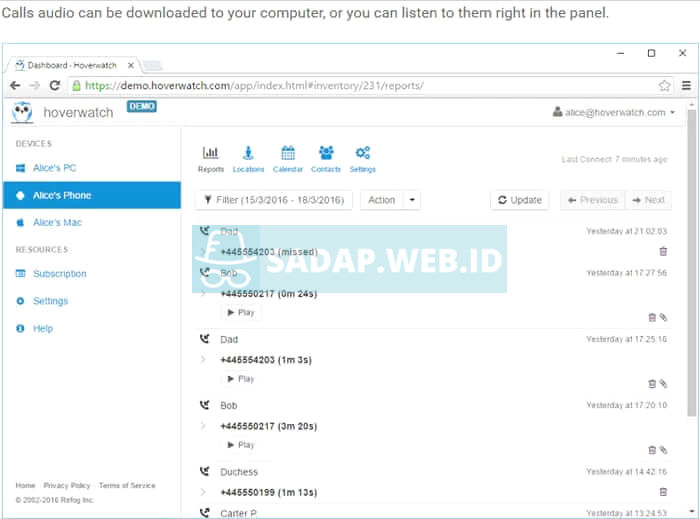 Calls audio can be downloaded to your computer, or you can listen to them right in the panel.
Dashboard - Hoverwatch
https://demo.hoverwatch.com/app/index.html#inventory/231/reports/
hoverwatch DEMO
alice@hoverwatch.com
DEVICES
Alice's PC
Alice's Phone
Alice's Mac
RESOURCES
Subscription
Settings
Help
Reports Locations Calendar Contacts Settings
Last Connect 7 minutes ago
Filter (15/3/2016 - 18/3/2016) Action Update Previous Next
Dad Yesterday at 21:02:03
+445554203 (missed)
SADAP.WEB.ID
Bob Yesterday at 17:27:56
+445550217 (0m 24s)
Play
Dad Yesterday at 17:25:16
+445554203 (1m 3s)
Play
Bob Yesterday at 17:20:10
+445550217 (3m 20s)
Play
Duchess Yesterday at 14:42:16
+445550199 (1m 13s)
Carter P. Yesterday at 13:24:53
Home Privacy Policy Terms of Service
© 2002-2016 Refog Inc.